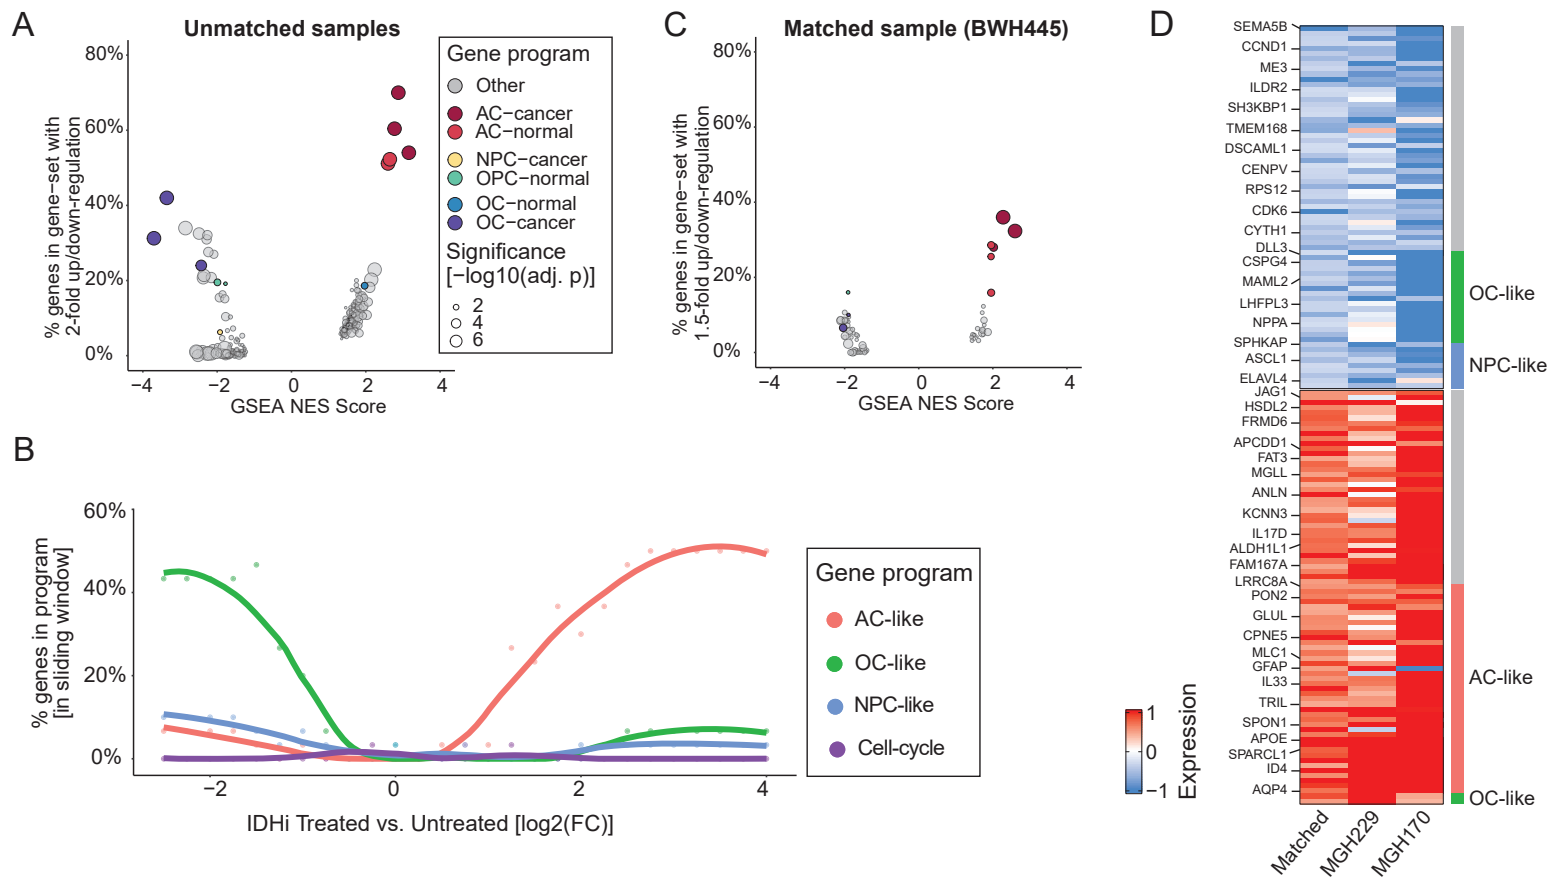 A
Unmatched samples
% genes in gene−set with
2−fold up/down−regulation
80%
60%
40%
20%
0%
−4
−2
0
2
4
GSEA NES Score
Gene program
Other
AC−cancer
AC−normal
NPC−cancer
OPC−normal
OC−normal
OC−cancer
Significance
[−log10(adj. p)]
2
4
6
C
Matched sample (BWH445)
% genes in gene−set with
1.5−fold up/down−regulation
80%
60%
40%
20%
0%
−4
−2
0
2
4
GSEA NES Score
B
% genes in program
[in sliding window]
60%
40%
20%
0%
−2
0
2
4
IDHi Treated vs. Untreated [log2(FC)]
Gene program
AC-like
OC-like
NPC-like
Cell-cycle
D
SEMA5B
CCND1
ME3
ILDR2
SH3KBP1
TMEM168
DSCAML1
CENPV
RPS12
CDK6
CYTH1
DLL3
CSPG4
MAML2
LHFPL3
NPPA
SPHKAP
ASCL1
ELAVL4
JAG1
HSDL2
FRMD6
APCDD1
FAT3
MGLL
ANLN
KCNN3
IL17D
ALDH1L1
FAM167A
LRRC8A
PON2
GLUL
CPNE5
MLC1
GFAP
IL33
TRIL
SPON1
APOE
SPARCL1
ID4
AQP4
OC-like
NPC-like
AC-like
OC-like
Matched
MGH229
MGH170
1
0
−1
Expression